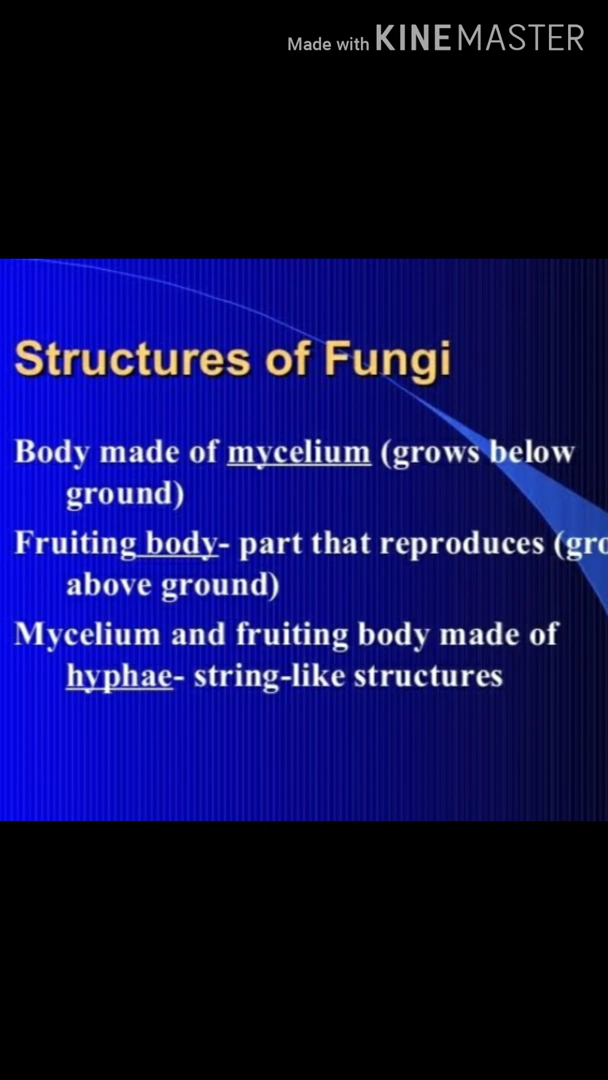 Made with KINEMASTER
Structures of Fungi
Body made of mycelium (grows below
ground)
Fruiting body- part that reproduces
above ground)
Mycelium and fruiting body made of
hyphae- string-like structures